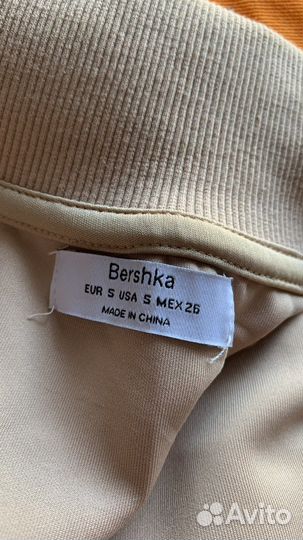 Bershka
EUR S USA S MEX 26
MADE IN CHINA
Avito